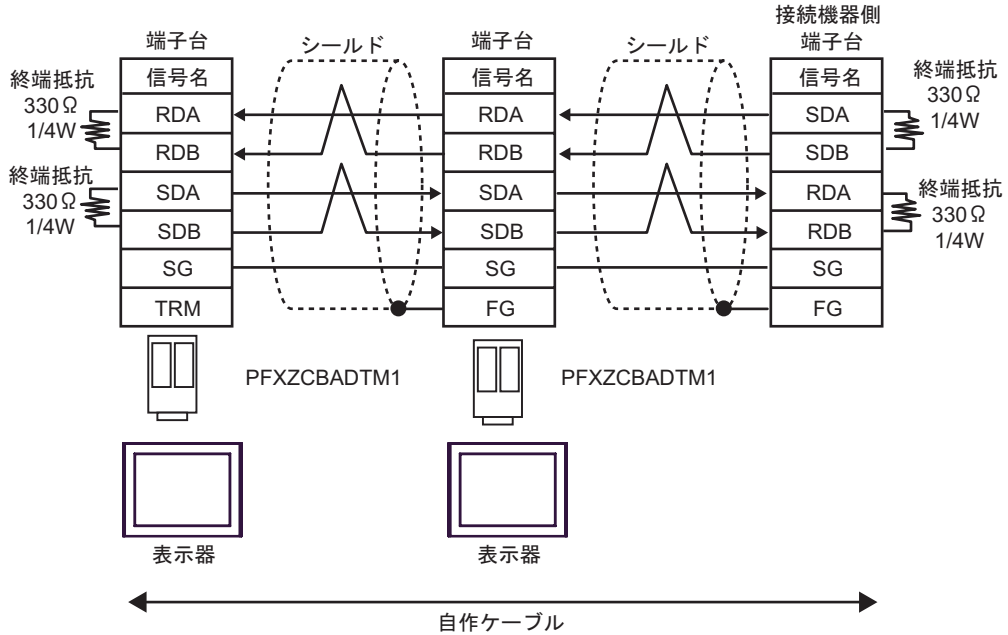 接続機器側
端子台
シールド
端子台
シールド
端子台
終端抵抗
330Ω
1/4W
終端抵抗
330Ω
1/4W
信号名
RDA
RDB
SDA
SDB
SG
TRM
信号名
RDA
RDB
SDA
SDB
SG
FG
信号名
SDA
SDB
RDA
RDB
SG
FG
終端抵抗
330Ω
1/4W
終端抵抗
330Ω
1/4W
PFXZCBADTM1
PFXZCBADTM1
表示器
表示器
自作ケーブル